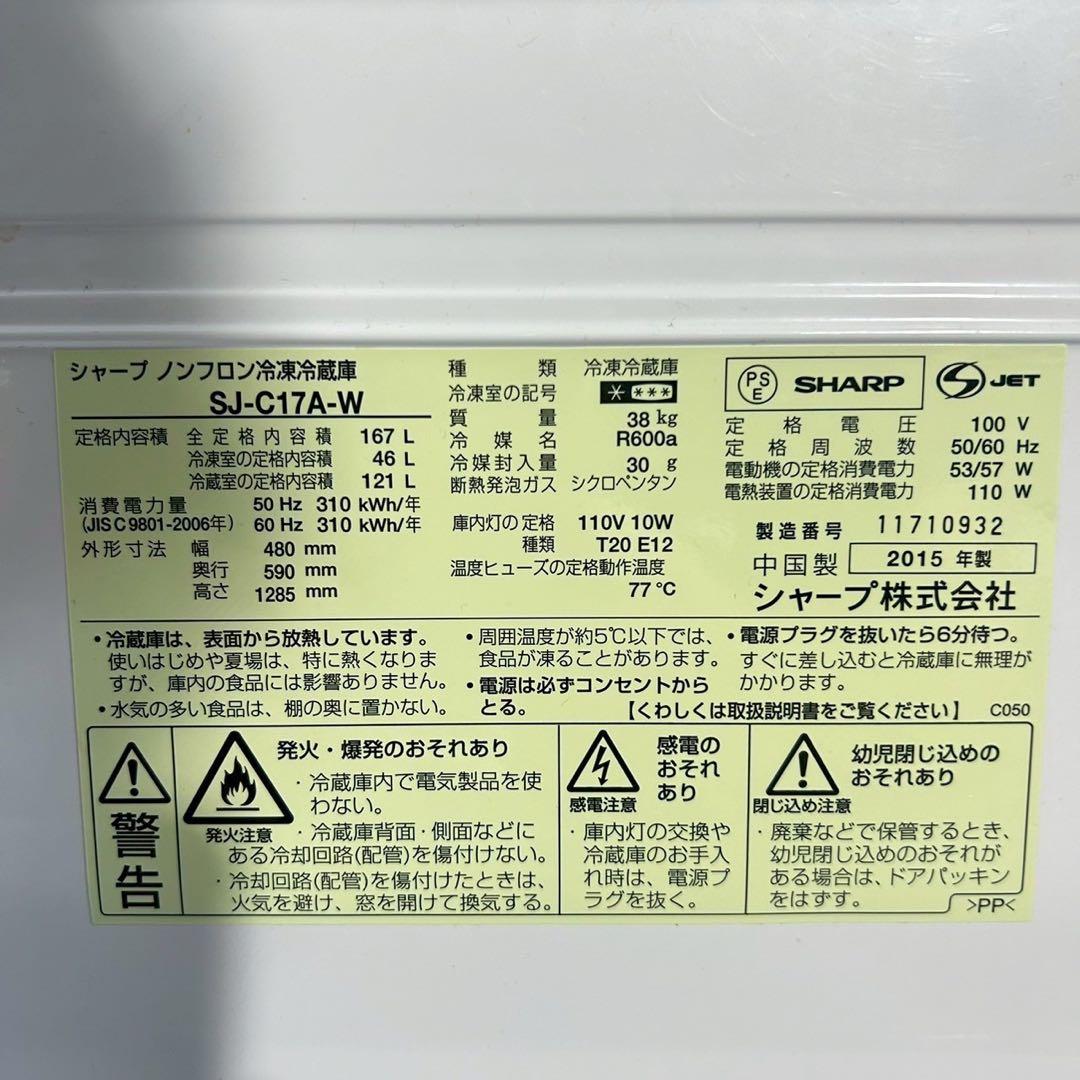 シャープ ノンフロン冷凍冷蔵庫
SJ-C17A-W
定格内容積 全定格内容積 167 L
冷凍室の定格内容積 46 L
冷蔵室の定格内容積 121 L
消費電力量 50 Hz 310 kWh/年
(JIS C 9801-2006年) 60 Hz 310 kWh/年
外形寸法 幅 480 mm
奥行 590 mm
高さ 1285 mm
種類 冷凍冷蔵庫
冷凍室の記号 * ***
質量 38 kg
冷媒名 R600a
冷媒封入量 30 g
断熱発泡ガス シクロペンタン
庫内灯の定格 110V 10W
種類 T20 E12
温度ヒューズの定格動作温度
77 ℃
PSE SHARP S JET
定格電圧 100 V
定格周波数 50/60 Hz
電動機の定格消費電力 53/57 W
電熱装置の定格消費電力 110 W
製造番号 11710932
中国製 2015 年製
シャープ株式会社
・冷蔵庫は、表面から放熱しています。
使いはじめや夏場は、特に熱くなりま
すが、庫内の食品には影響ありません。
・水気の多い食品は、棚の奥に置かない。
・周囲温度が約5℃以下では、
食品が凍ることがあります。
・電源は必ずコンセントから
とる。
・電源プラグを抜いたら6分待つ。
すぐに差し込むと冷蔵庫に無理が
かかります。
【くわしくは取扱説明書をご覧ください】 C050
警告
発火・爆発のおそれあり
発火注意
・冷蔵庫内で電気製品を使
わない。
・冷蔵庫背面・側面などに
ある冷却回路(配管)を傷付けない。
・冷却回路(配管)を傷付けたときは、
火気を避け、窓を開けて換気する。
感電の
おそれ
あり
感電注意
・庫内灯の交換や
冷蔵庫のお手入
れ時は、電源プ
ラグを抜く。
幼児閉じ込めの
おそれあり
閉じ込め注意
・廃棄などで保管するとき、
幼児閉じ込めのおそれが
ある場合は、ドアパッキン
をはずす。
>PP<